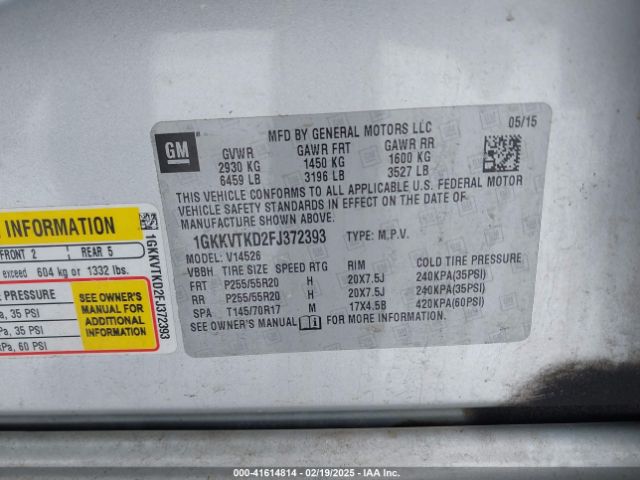 GM
MFD BY GENERAL MOTORS LLC
05/15
GVWR GAWR FRT GAWR RR
2930 KG 1450 KG 1600 KG
6459 LB 3196 LB 3527 LB
THIS VEHICLE CONFORMS TO ALL APPLICABLE U.S. FEDERAL MOTOR
VEHICLE SAFETY STANDARDS IN EFFECT ON THE DATE OF
MANUFACTURE SHOWN ABOVE.
1GKKVTKD2FJ372393 TYPE: M.P.V.
MODEL: V14526
VBBH TIRE SIZE SPEED RTG RIM COLD TIRE PRESSURE
FRT P255/55R20 H 20X7.5J 240KPA(35PSI)
RR P255/55R20 H 20X7.5J 240KPA(35PSI)
SPA T145/70R17 M 17X4.5B 420KPA(60PSI)
SEE OWNER'S MANUAL FOR MORE INFORMATION.
INFORMATION
FRONT 2 REAR 5
exceed 604 kg or 1332 lbs.
PRESSURE
35 PSI
35 PSI
60 PSI
SEE OWNER'S
MANUAL FOR
ADDITIONAL
INFORMATION
1GKKVTKD2FJ372393
000-41614814 - 02/19/2025 - IAAI.COM